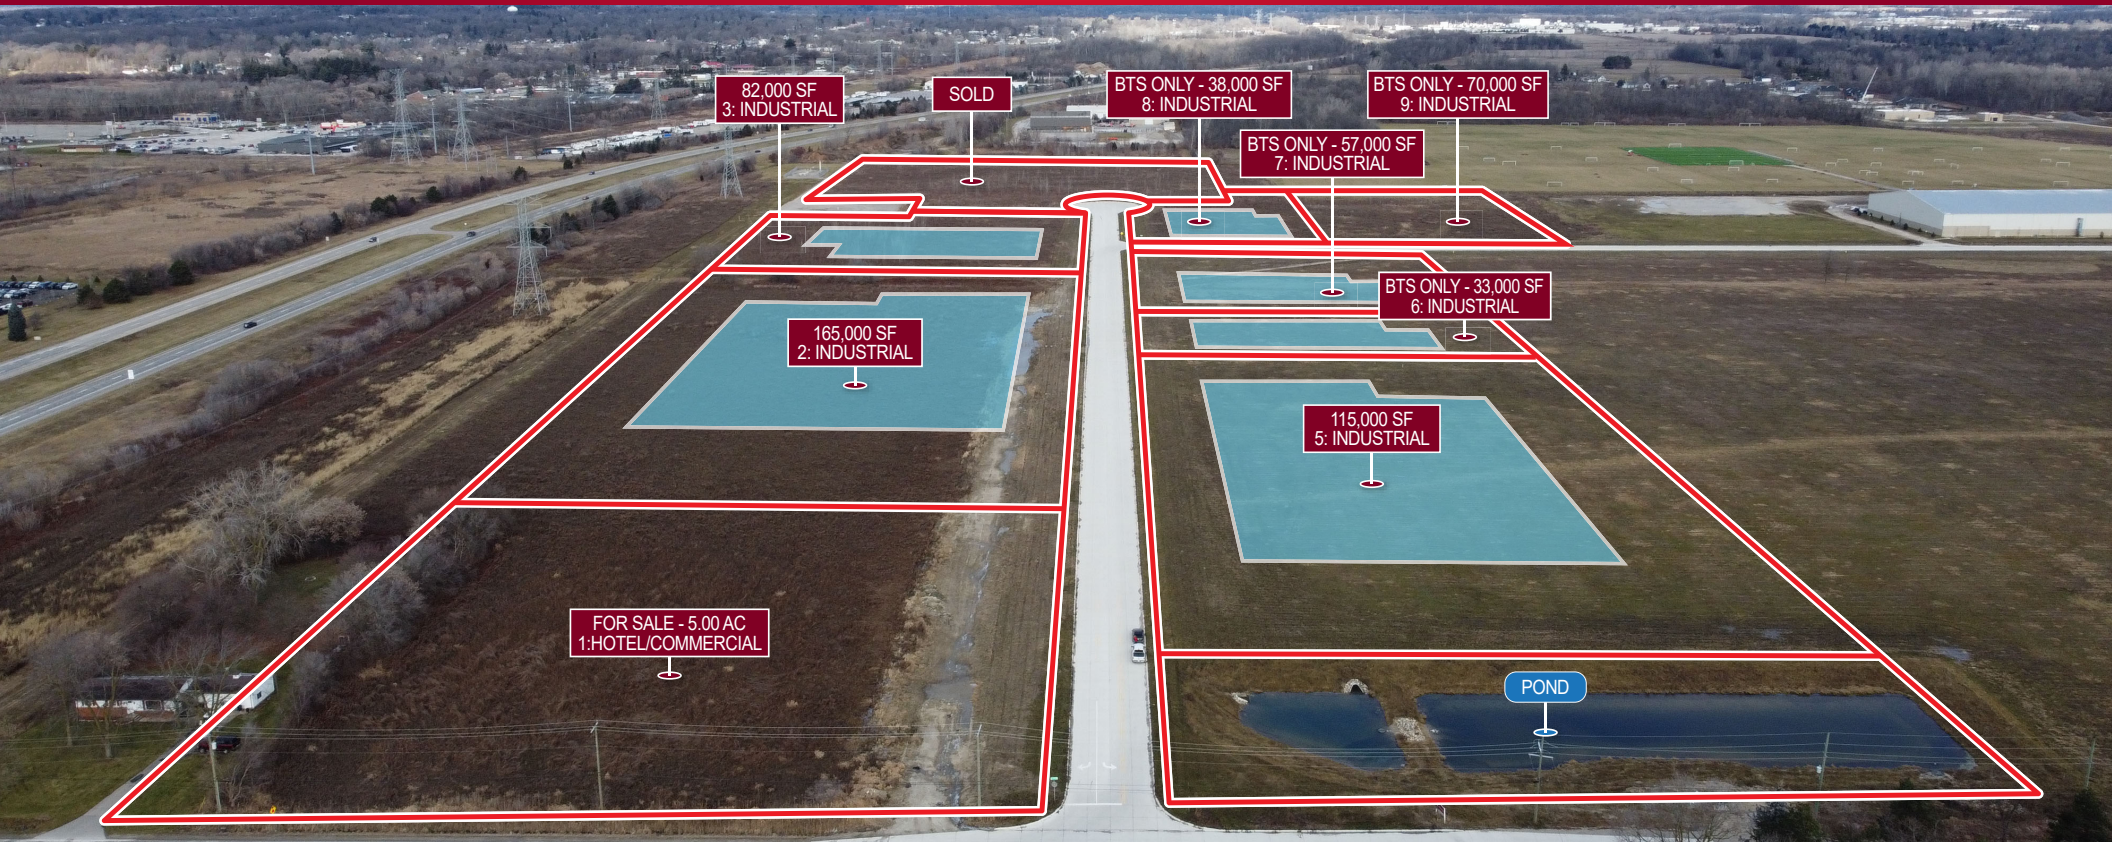 82,000 SF
3: INDUSTRIAL
SOLD
BTS ONLY - 38,000 SF
8: INDUSTRIAL
BTS ONLY - 70,000 SF
9: INDUSTRIAL
BTS ONLY - 57,000 SF
7: INDUSTRIAL
BTS ONLY - 33,000 SF
6: INDUSTRIAL
165,000 SF
2: INDUSTRIAL
115,000 SF
5: INDUSTRIAL
FOR SALE - 5.00 AC
1:HOTEL/COMMERCIAL
POND